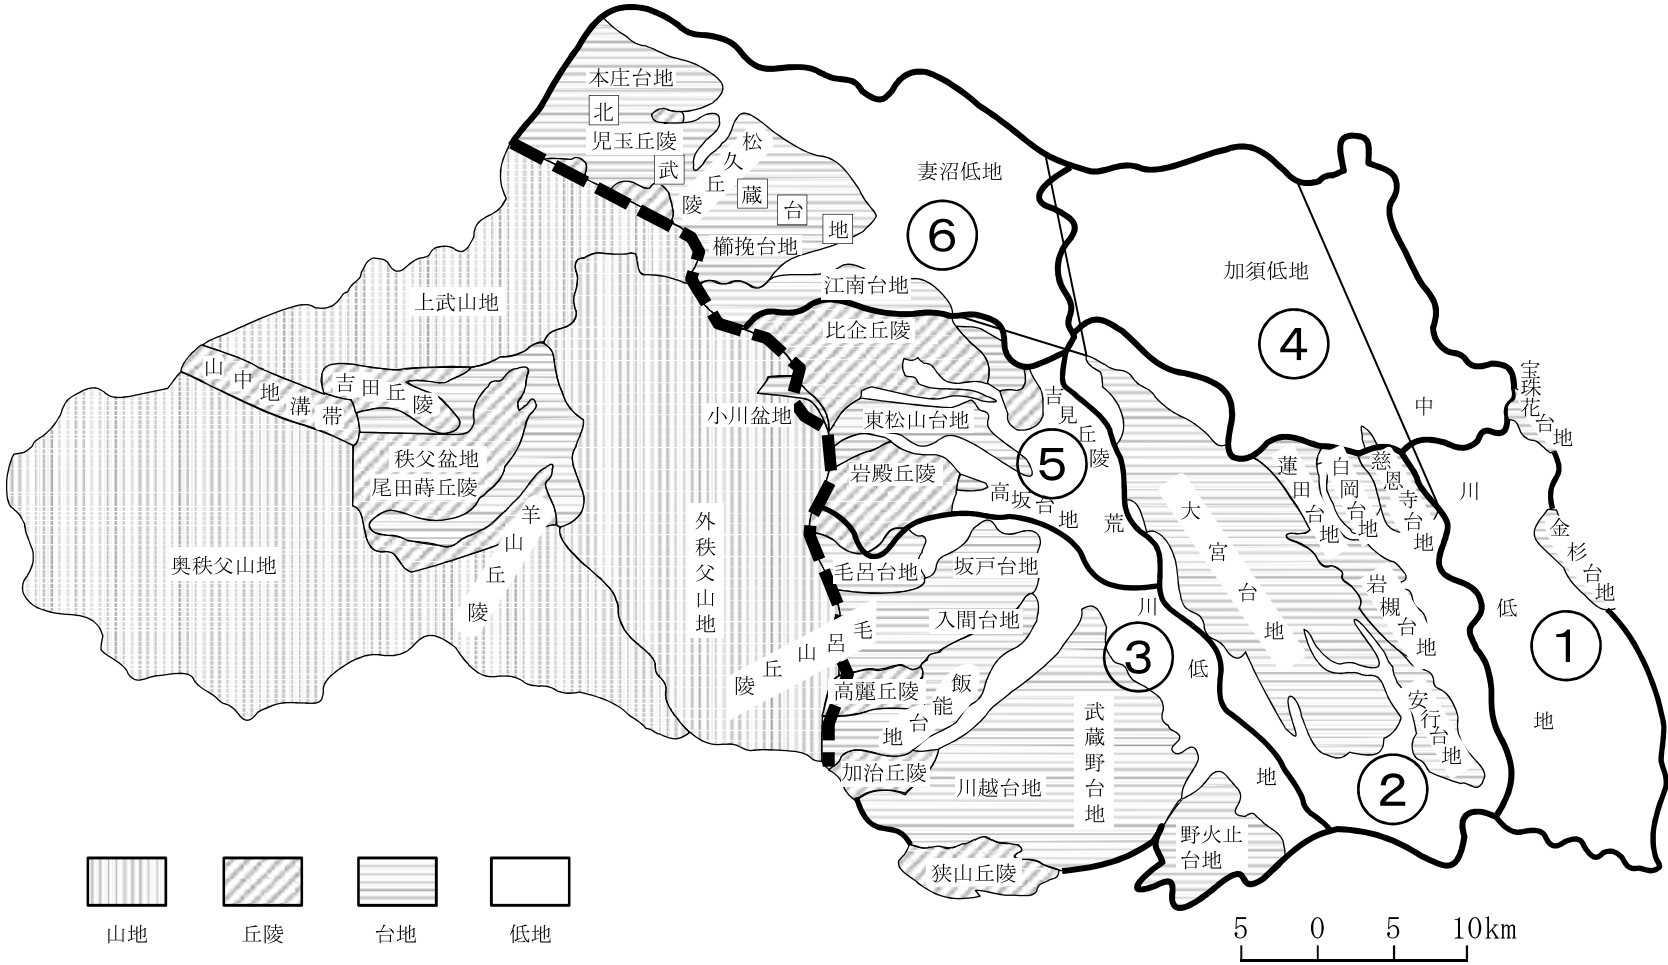 本庄台地
北武蔵台地
児玉丘陵
松久丘陵
櫛挽台地
江南台地
妻沼低地
⑥
加須低地
④
上武山地
山中地溝帯
吉田丘陵
秩父盆地
尾田蒔丘陵
羊山丘陵
奥秩父山地
外秩父山地
小川盆地
比企丘陵
東松山台地
吉見丘陵
⑤
岩殿丘陵
高坂台地
荒川低地
③
毛呂台地
坂戸台地
入間台地
毛呂山丘陵
高麗丘陵
飯能台地
加治丘陵
川越台地
武蔵野台地
狭山丘陵
野火止
台地
大宮台地
蓮田台地
白岡台地
慈恩寺台地
岩槻台地
安行台地
②
中川低地
①
宝珠花台地
金杉台地
山地
丘陵
台地
低地
5 0 5 10km